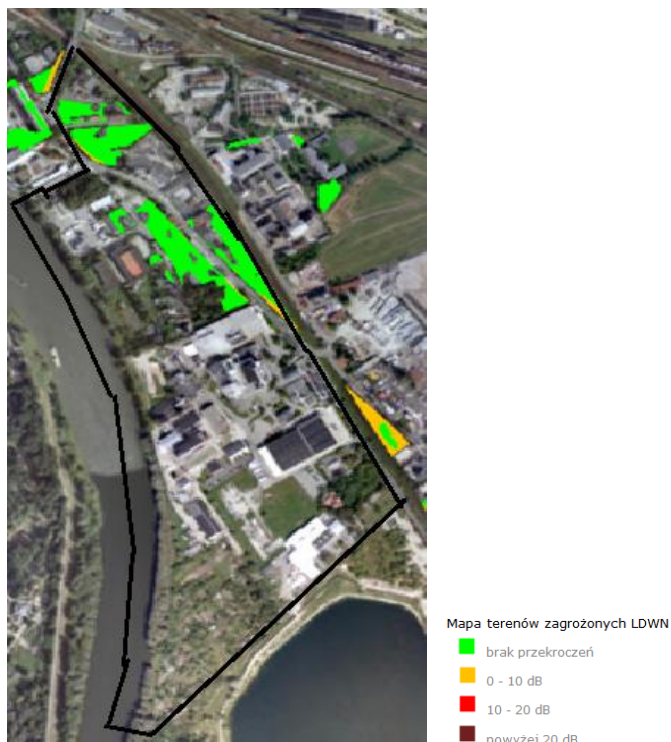 Mapa terenów zagrożonych LDWN
brak przekroczeń
0 - 10 dB
10 - 20 dB
powyżej 20 dB